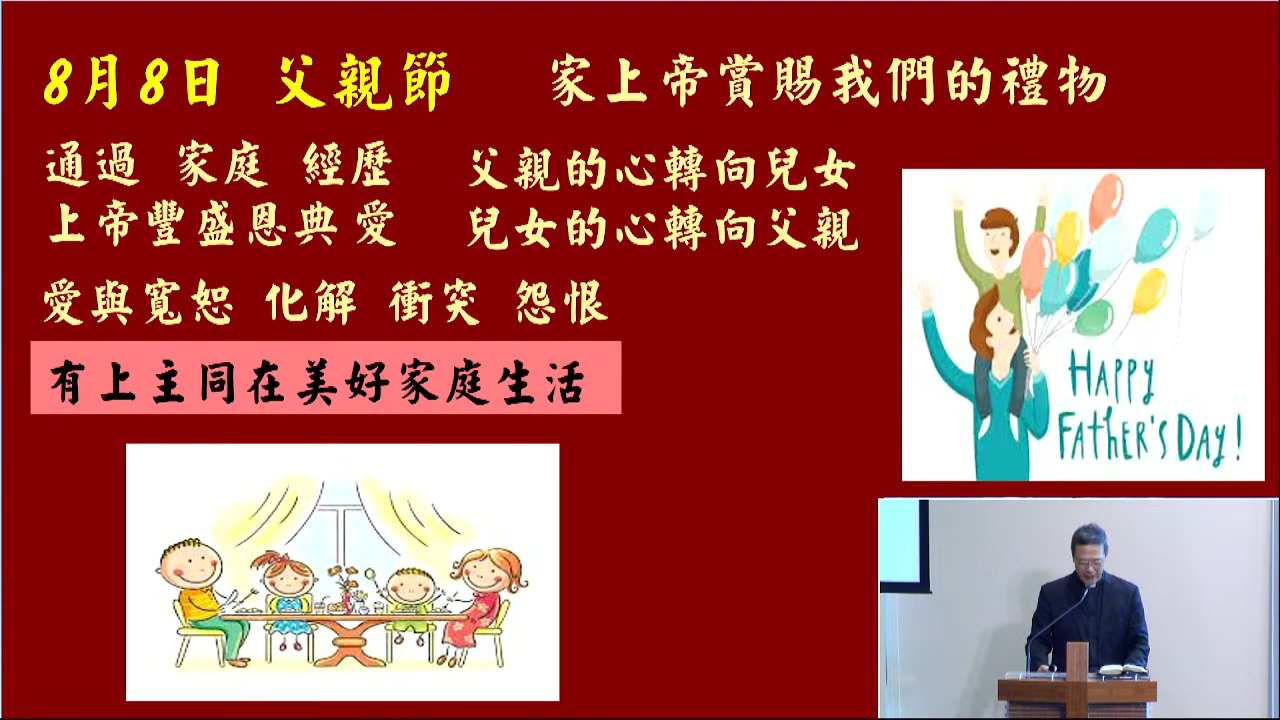 8月8日 父親節 家上帝賞賜我們的禮物
通過 家庭 經歷 父親的心轉向兒女
上帝豐盛恩典 愛 兒女的心轉向父親
愛與寬恕 化解 衝突 怨恨
有上主同在美好家庭生活
HAPPY
FATHER'S DAY!